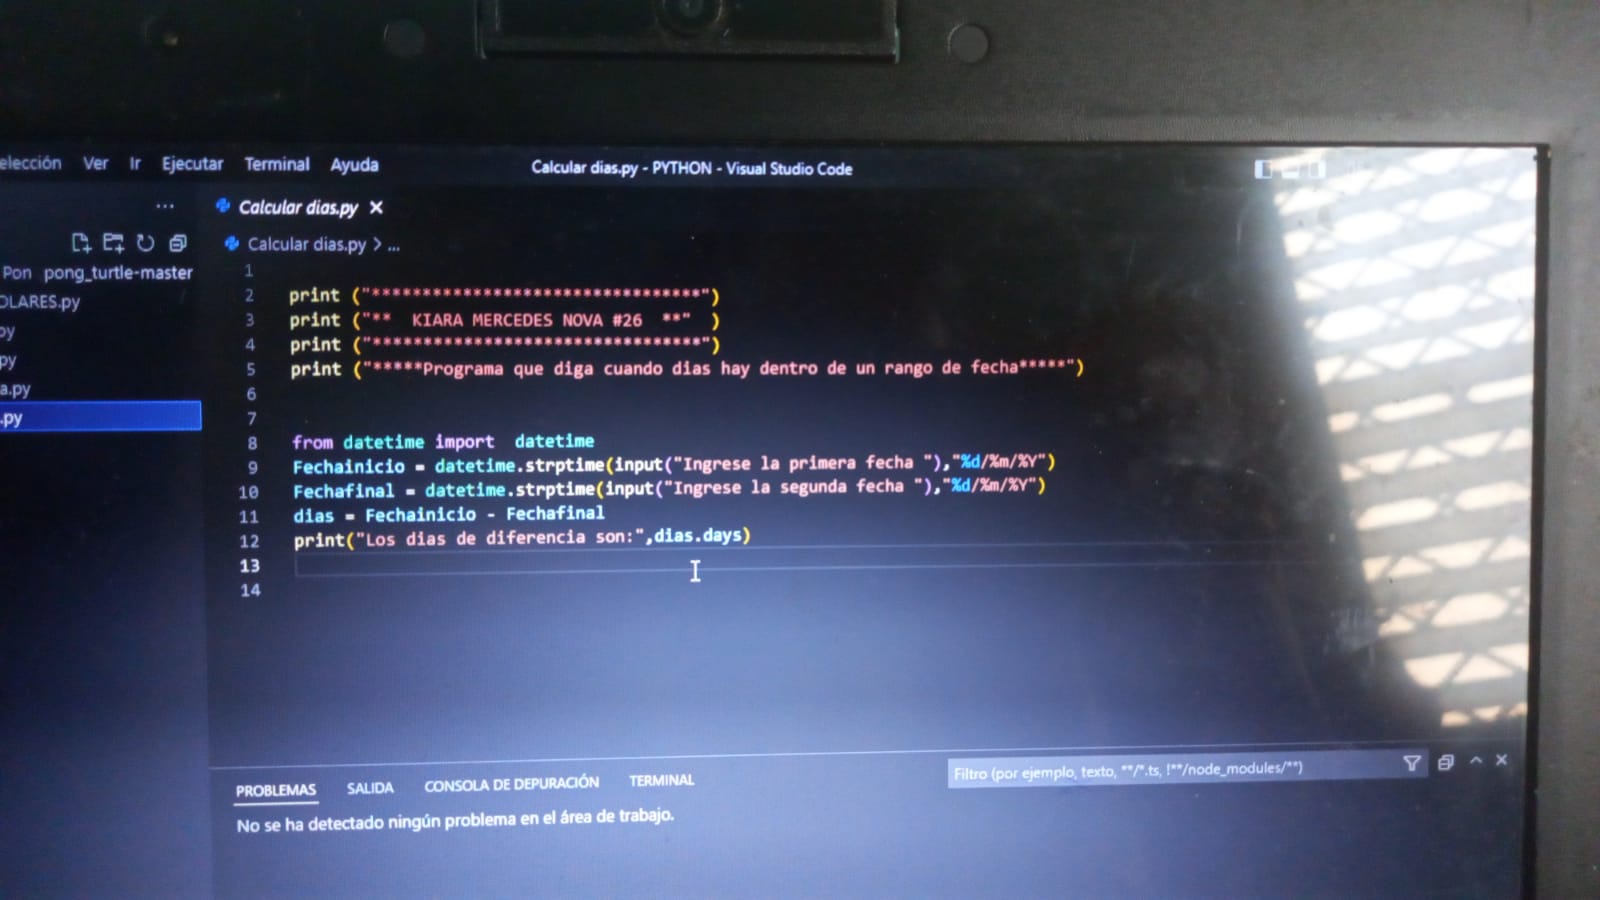 elección Ver Ir Ejecutar Terminal Ayuda
Calcular dias.py - PYTHON - Visual Studio Code
... Calcular dias.py ×
Calcular dias.py > ...
Pon pong_turtle-master
OLARES.py
py
py
a.py
.py
1
2 print ("*********************************")
3 print ("** KIARA MERCEDES NOVA #26 **" )
4 print ("*********************************")
5 print ("*****Programa que diga cuando dias hay dentro de un rango de fecha*****")
6
7
8 from datetime import datetime
9 Fechainicio = datetime.strptime(input("Ingrese la primera fecha "),"%d/%m/%Y")
10 Fechafinal = datetime.strptime(input("Ingrese la segunda fecha "),"%d/%m/%Y")
11 dias = Fechainicio - Fechafinal
12 print("Los dias de diferencia son:",dias.days)
13
14
PROBLEMAS SALIDA CONSOLA DE DEPURACIÓN TERMINAL
Filtro (por ejemplo, texto, **/*.ts, !**/node_modules/**)
No se ha detectado ningún problema en el área de trabajo.